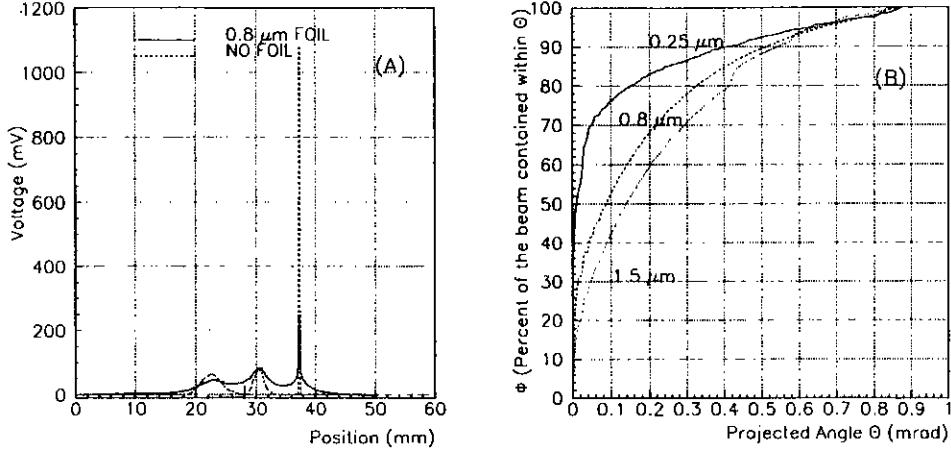 1200
1000
800
600
400
200
0
Voltage (mV)
0.8 μm FOIL
NO FOIL
(A)
0 10 20 30 40 50 60
Position (mm)
100
90
80
70
60
50
40
30
20
10
0
Φ (Percent of the beam contained within Θ)
0.25 μm
(B)
0.8 μm
1.5 μm
0 0.1 0.2 0.3 0.4 0.5 0.6 0.7 0.8 0.9 1
Projected Angle Θ (mrad)